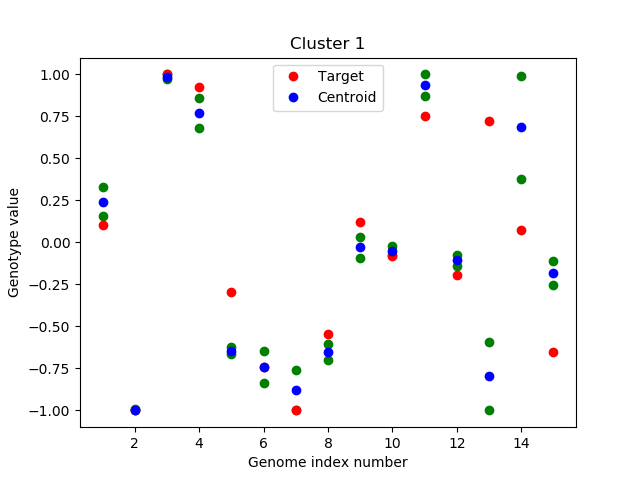 Cluster 1
Target
Centroid
1.00
0.75
0.50
0.25
0.00
−0.25
−0.50
−0.75
−1.00
Genotype value
2 4 6 8 10 12 14
Genome index number